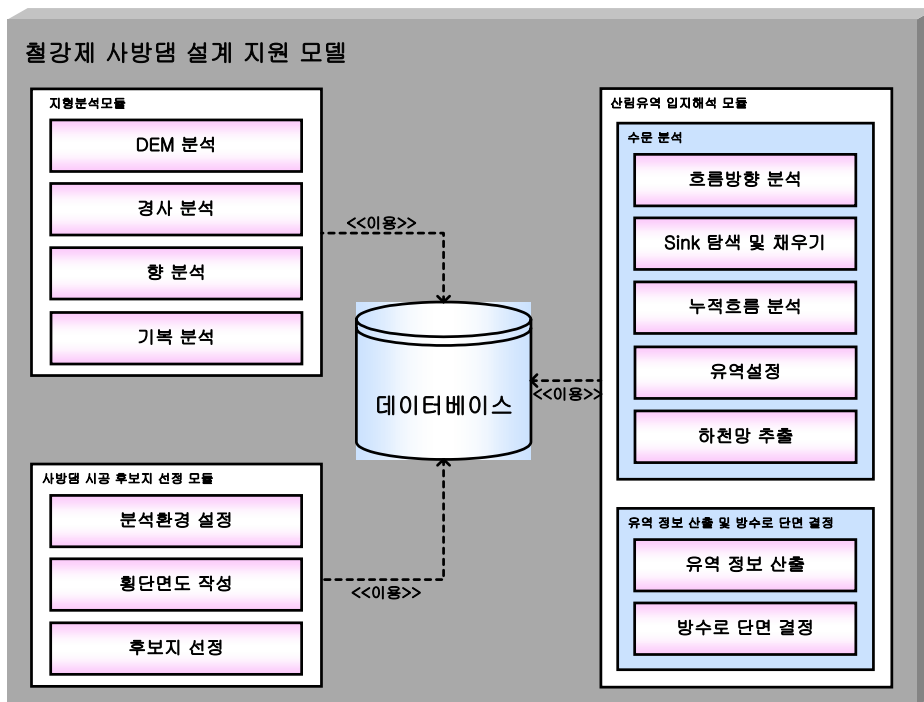 철강제 사방댐 설계 지원 모델
지형분석모듈
DEM 분석
경사 분석
향 분석
기복 분석
<<이용>>
데이터베이스
사방댐 시공 후보지 선정 모듈
분석환경 설정
횡단면도 작성
후보지 선정
<<이용>>
산림유역 입지해석 모듈
수문 분석
흐름방향 분석
Sink 탐색 및 채우기
누적흐름 분석
유역설정
하천망 추출
<<이용>>
유역 정보 산출 및 방수로 단면 결정
유역 정보 산출
방수로 단면 결정